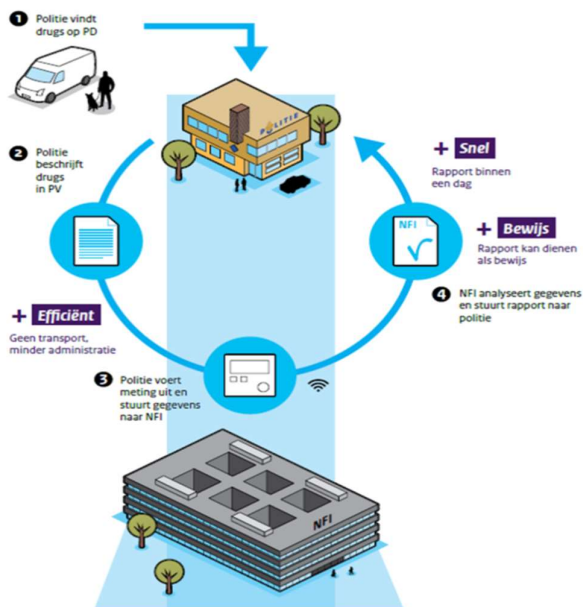 1 Politie vindt
drugs op PD
POLITIE
2 Politie
beschrijft
drugs
in PV
+ Snel
Rapport binnen
een dag
NFI
+ Bewijs
Rapport kan dienen
als bewijs
4 NFI analyseert gegevens
en stuurt rapport naar
politie
+ Efficiënt
Geen transport,
minder administratie
3 Politie voert
meting uit en
stuurt gegevens
naar NFI
NFI